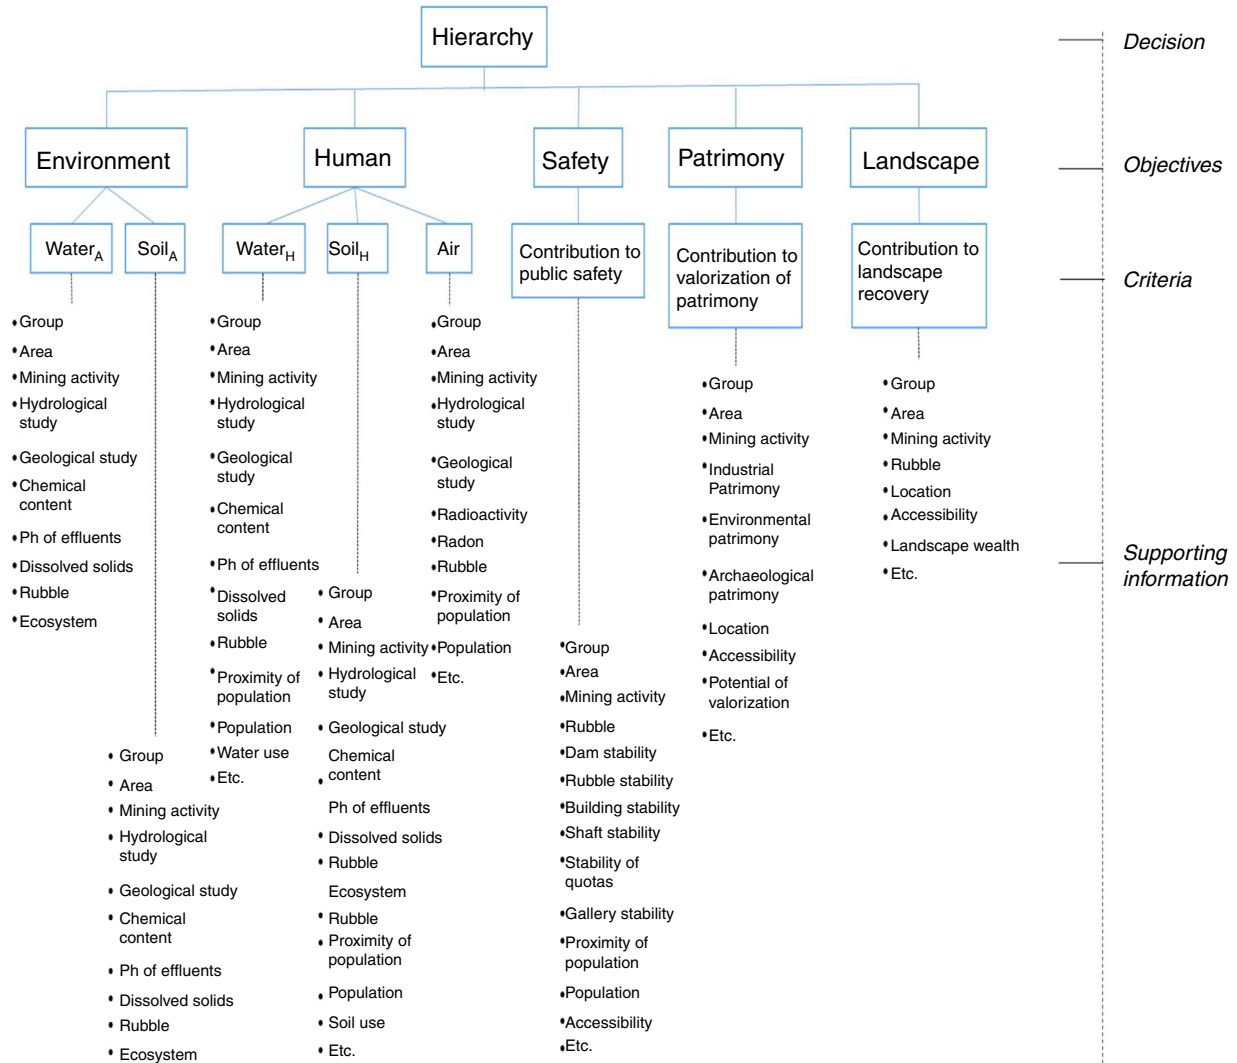 Hierarchy
Decision
Environment
Human
Safety
Patrimony
Landscape
Objectives
Water_A
Soil_A
Water_H
Soil_H
Air
Contribution to
public safety
Contribution to
valorization of
patrimony
Contribution to
landscape
recovery
Criteria
• Group
• Area
• Mining activity
• Hydrological
study
• Geological study
• Chemical
content
• Ph of effluents
• Dissolved solids
• Rubble
• Ecosystem
• Group
• Area
• Mining activity
• Hydrological
study
• Geological study
• Chemical
content
• Ph of effluents
• Dissolved solids
• Rubble
• Ecosystem
• Group
• Area
• Mining activity
• Hydrological
study
• Geological
study
• Chemical
content
• Ph of effluents
• Dissolved
solids
• Rubble
• Proximity of
population
• Population
• Water use
• Etc.
• Group
• Area
• Mining activity
• Hydrological
study
• Geological study
Chemical
content
•
Ph of effluents
• Dissolved solids
• Rubble
Ecosystem
• Rubble
• Proximity of
population
• Population
• Soil use
• Etc.
• Group
• Area
• Mining activity
• Hydrological
study
• Geological
study
• Radioactivity
• Radon
• Rubble
• Proximity of
population
• Population
• Etc.
• Group
• Area
• Mining activity
• Rubble
• Dam stability
• Rubble stability
• Building stability
• Shaft stability
• Stability of
quotas
• Gallery stability
• Proximity of
population
• Population
• Accessibility
• Etc.
• Group
• Area
• Mining activity
• Industrial
Patrimony
• Environmental
patrimony
• Archaeological
patrimony
• Location
• Accessibility
• Potential of
valorization
• Etc.
• Group
• Area
• Mining activity
• Rubble
• Location
• Accessibility
• Landscape wealth
• Etc.
Supporting
information